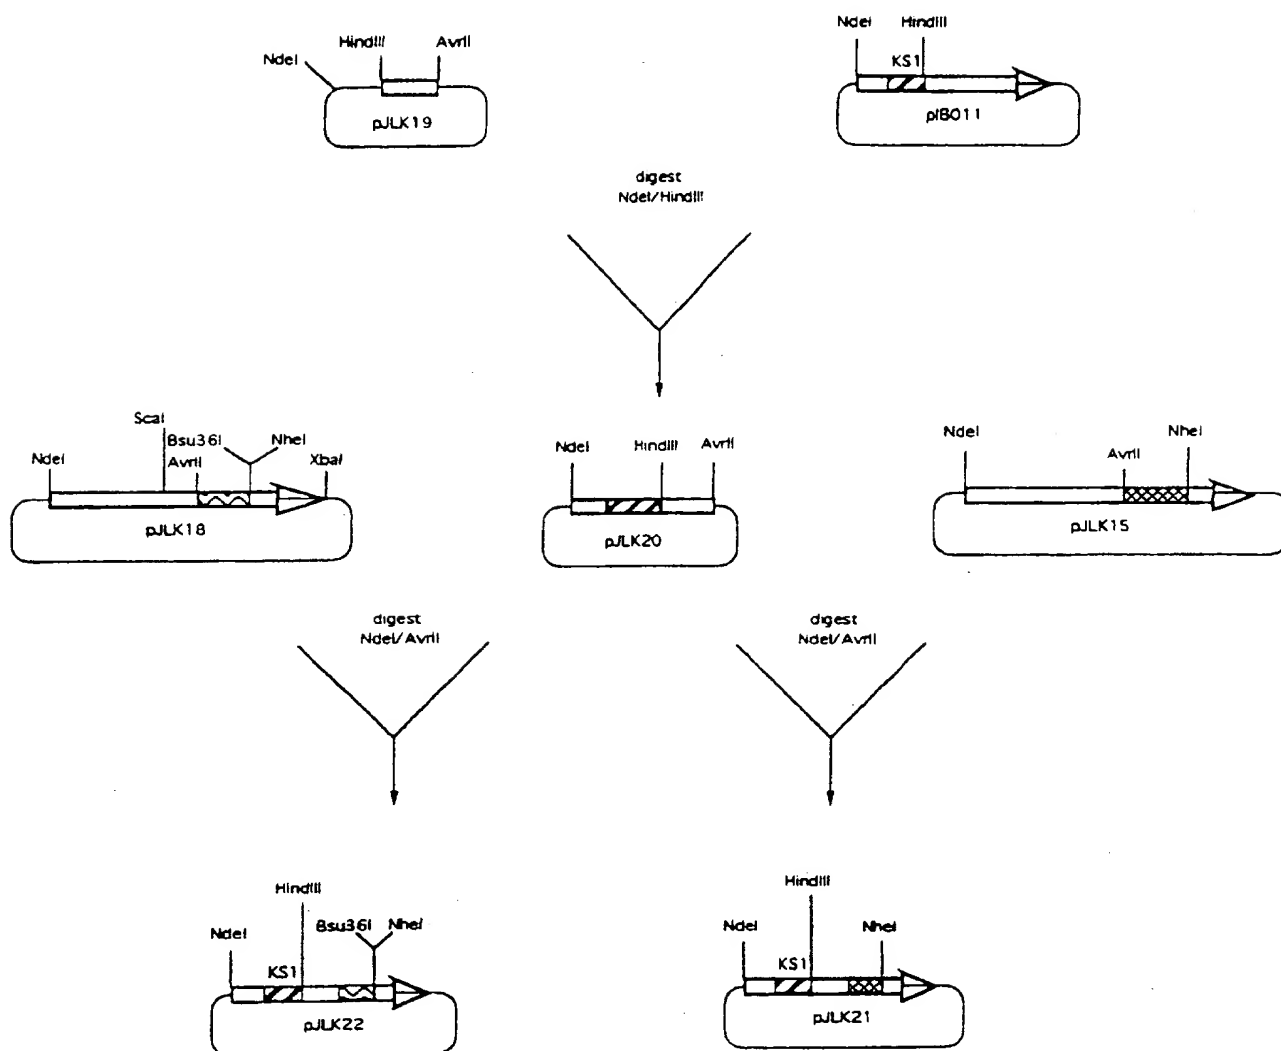 NdeI
HindIII
AvrII
pJLK19
NdeI
HindIII
KS1
pIB011
digest
NdeI/HindIII
ScaI
Bsu36I
NheI
NdeI
AvrII
XbaI
pJLK18
NdeI
HindIII
AvrII
pJLK20
NdeI
AvrII
NheI
pJLK15
digest
NdeI/AvrII
digest
NdeI/AvrII
HindIII
Bsu36I
NheI
NdeI
KS1
pJLK22
HindIII
NdeI
NheI
KS1
pJLK21